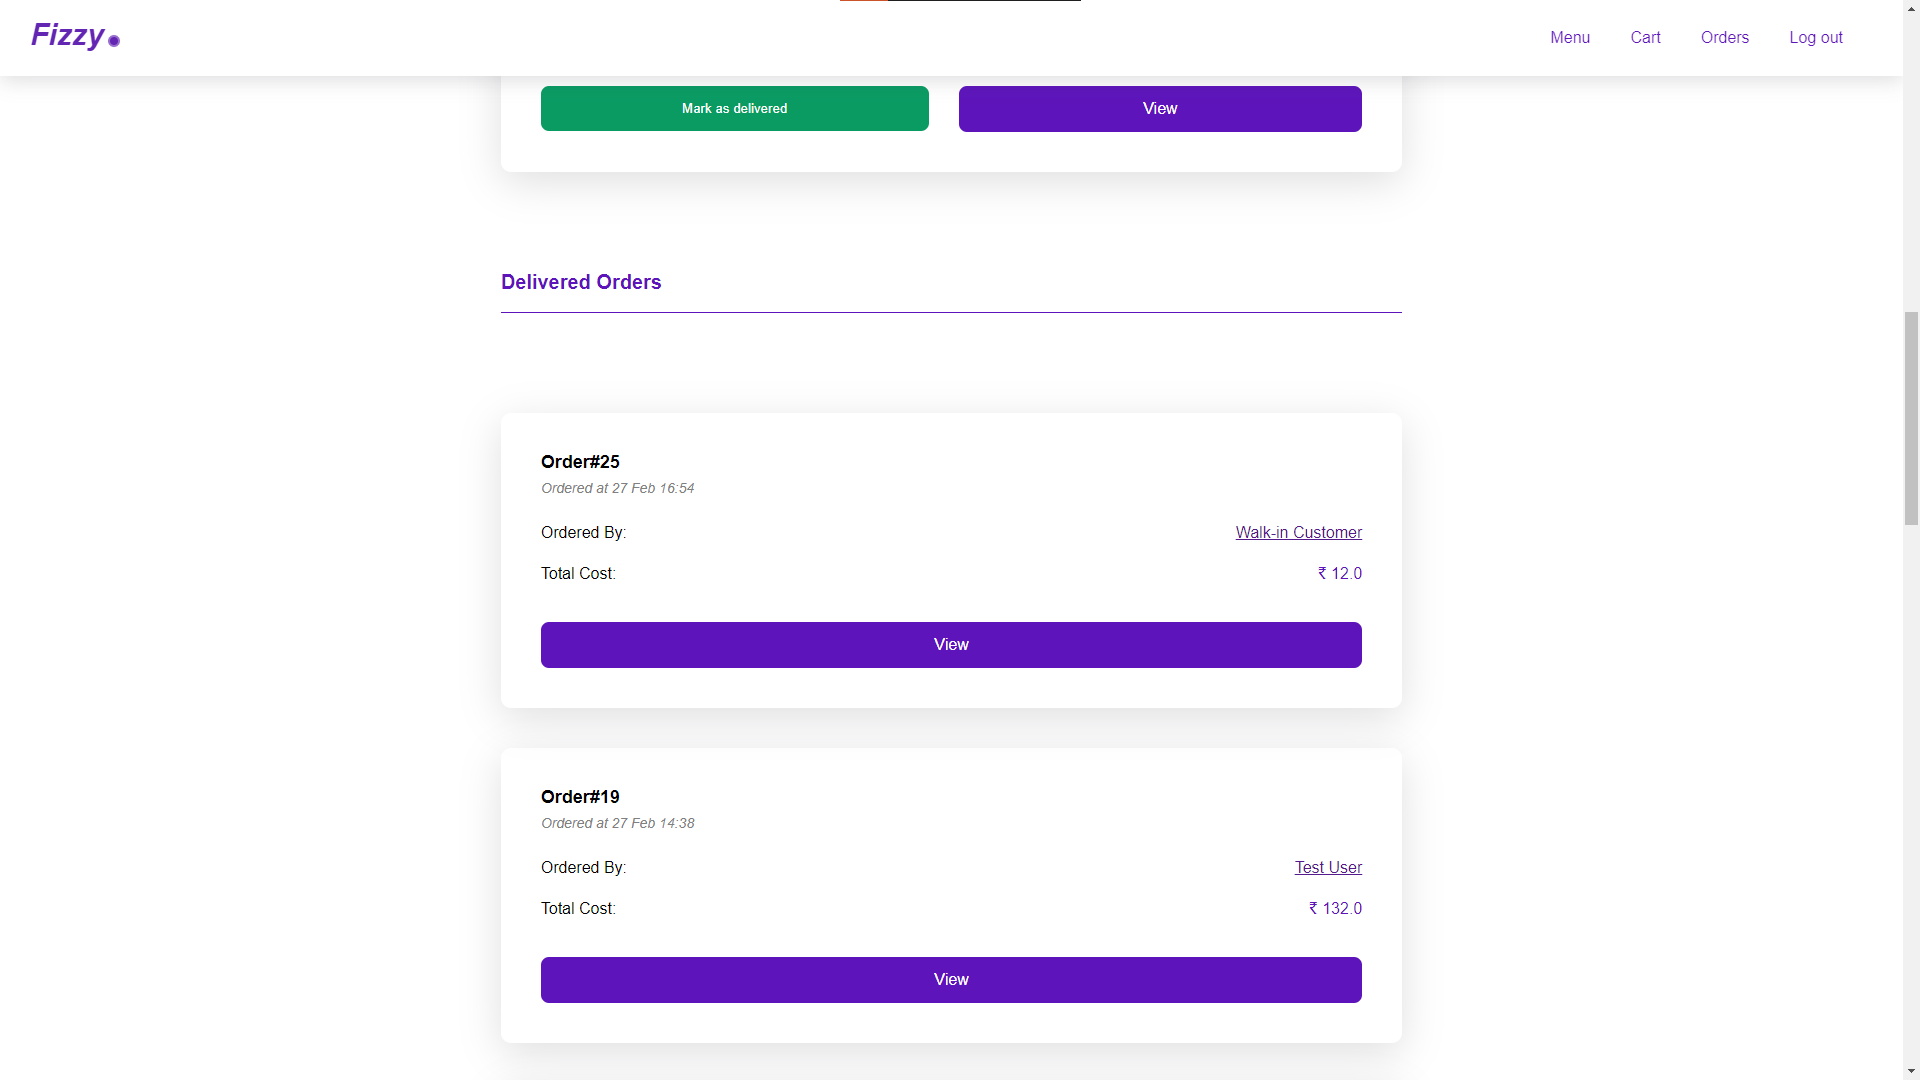 Fizzy
Menu Cart Orders Log out
Mark as delivered View
Delivered Orders
Order#25
Ordered at 27 Feb 16:54
Ordered By: Walk-in Customer
Total Cost: ₹ 12.0
View
Order#19
Ordered at 27 Feb 14:38
Ordered By: Test User
Total Cost: ₹ 132.0
View